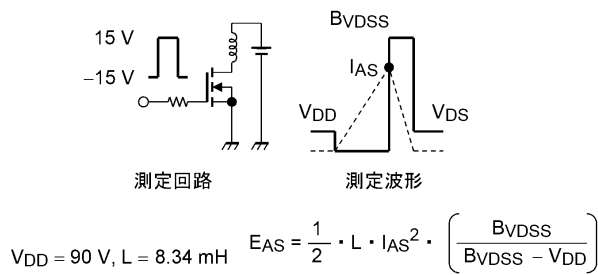 15 V
−15 V
BVDSS
IAS
VDD
VDS
測定回路
測定波形
VDD = 90 V, L = 8.34 mH
EAS = 1/2・L・IAS²・(BVDSS / (BVDSS − VDD))